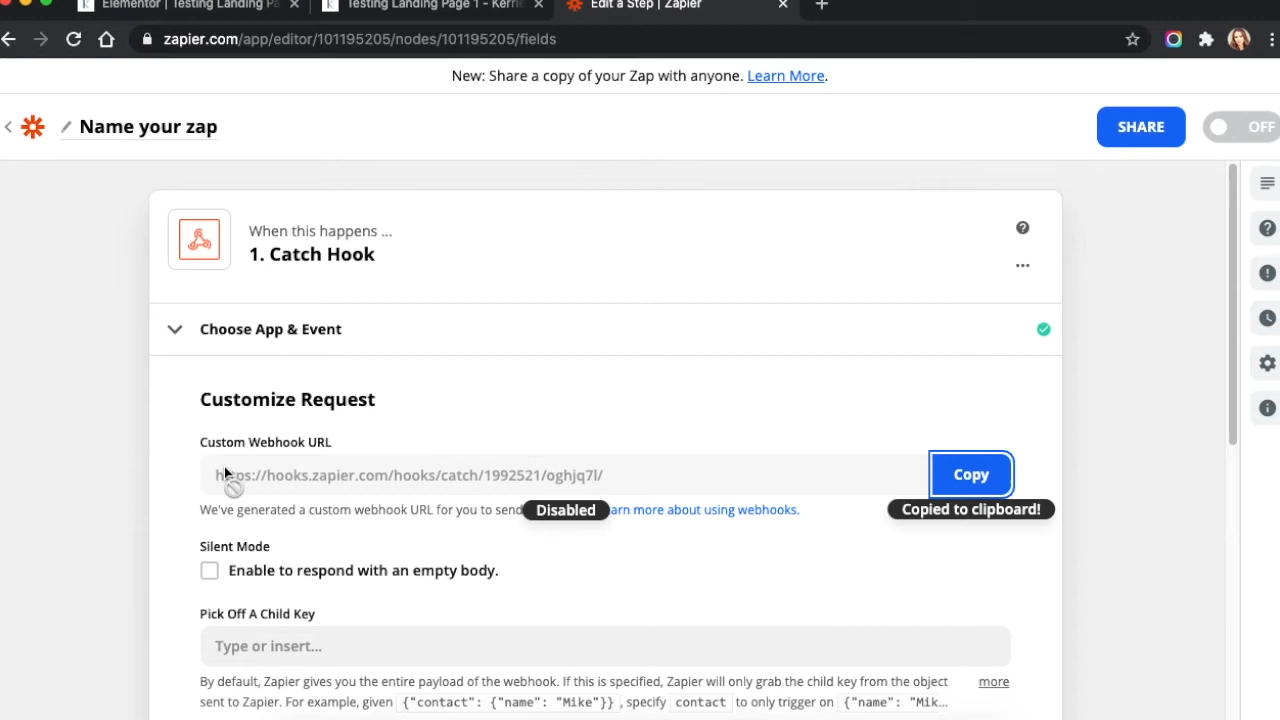 Elementor | Testing Landing Pa
Testing Landing Page 1 - Kerrie
Edit a Step | Zapier
zapier.com/app/editor/101195205/nodes/101195205/fields
New: Share a copy of your Zap with anyone. Learn More.
Name your zap
SHARE
OFF
When this happens ...
1. Catch Hook
Choose App & Event
Customize Request
Custom Webhook URL
https://hooks.zapier.com/hooks/catch/1992521/oghjq7l/
Copy
We've generated a custom webhook URL for you to send
Disabled
arn more about using webhooks.
Copied to clipboard!
Silent Mode
Enable to respond with an empty body.
Pick Off A Child Key
Type or insert...
By default, Zapier gives you the entire payload of the webhook. If this is specified, Zapier will only grab the child key from the object
more
sent to Zapier. For example, given {"contact": {"name": "Mike"}}, specify contact to only trigger on {"name": "Mik...